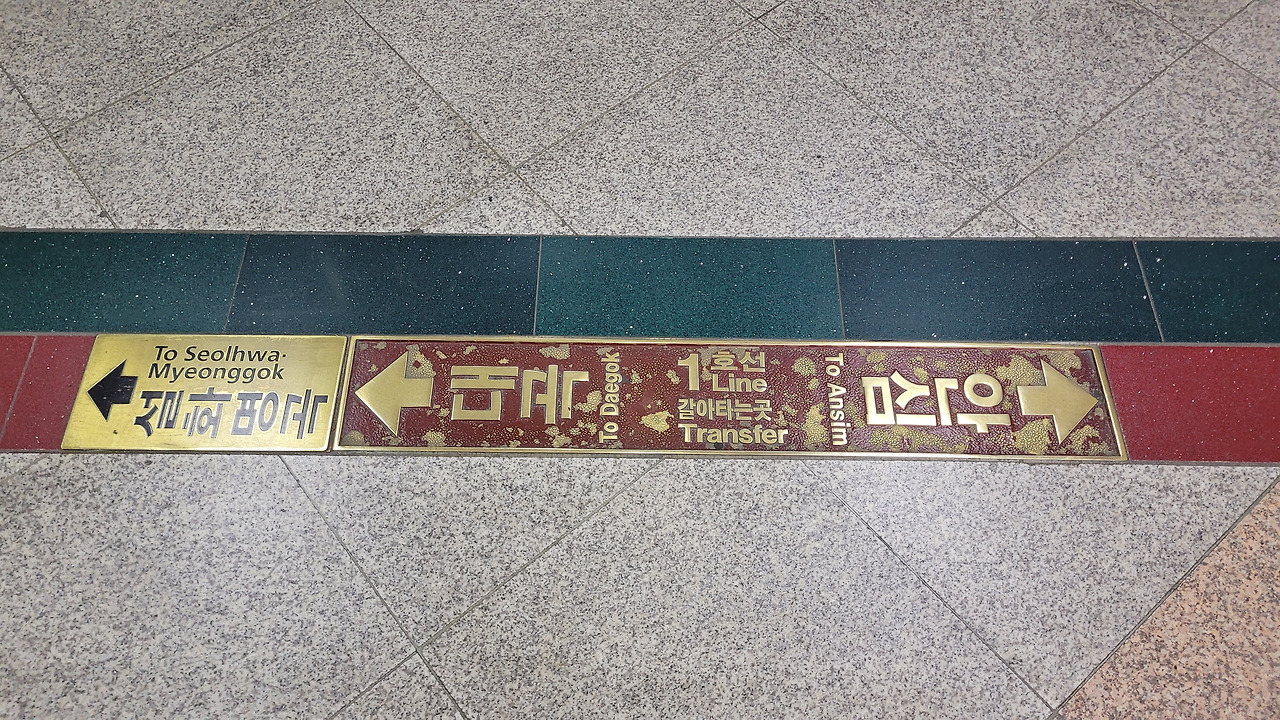 To Seolhwa·
Myeonggok
설화명곡
대곡
To Daegok
1호선
Line
갈아타는곳
Transfer
To Ansim
안심